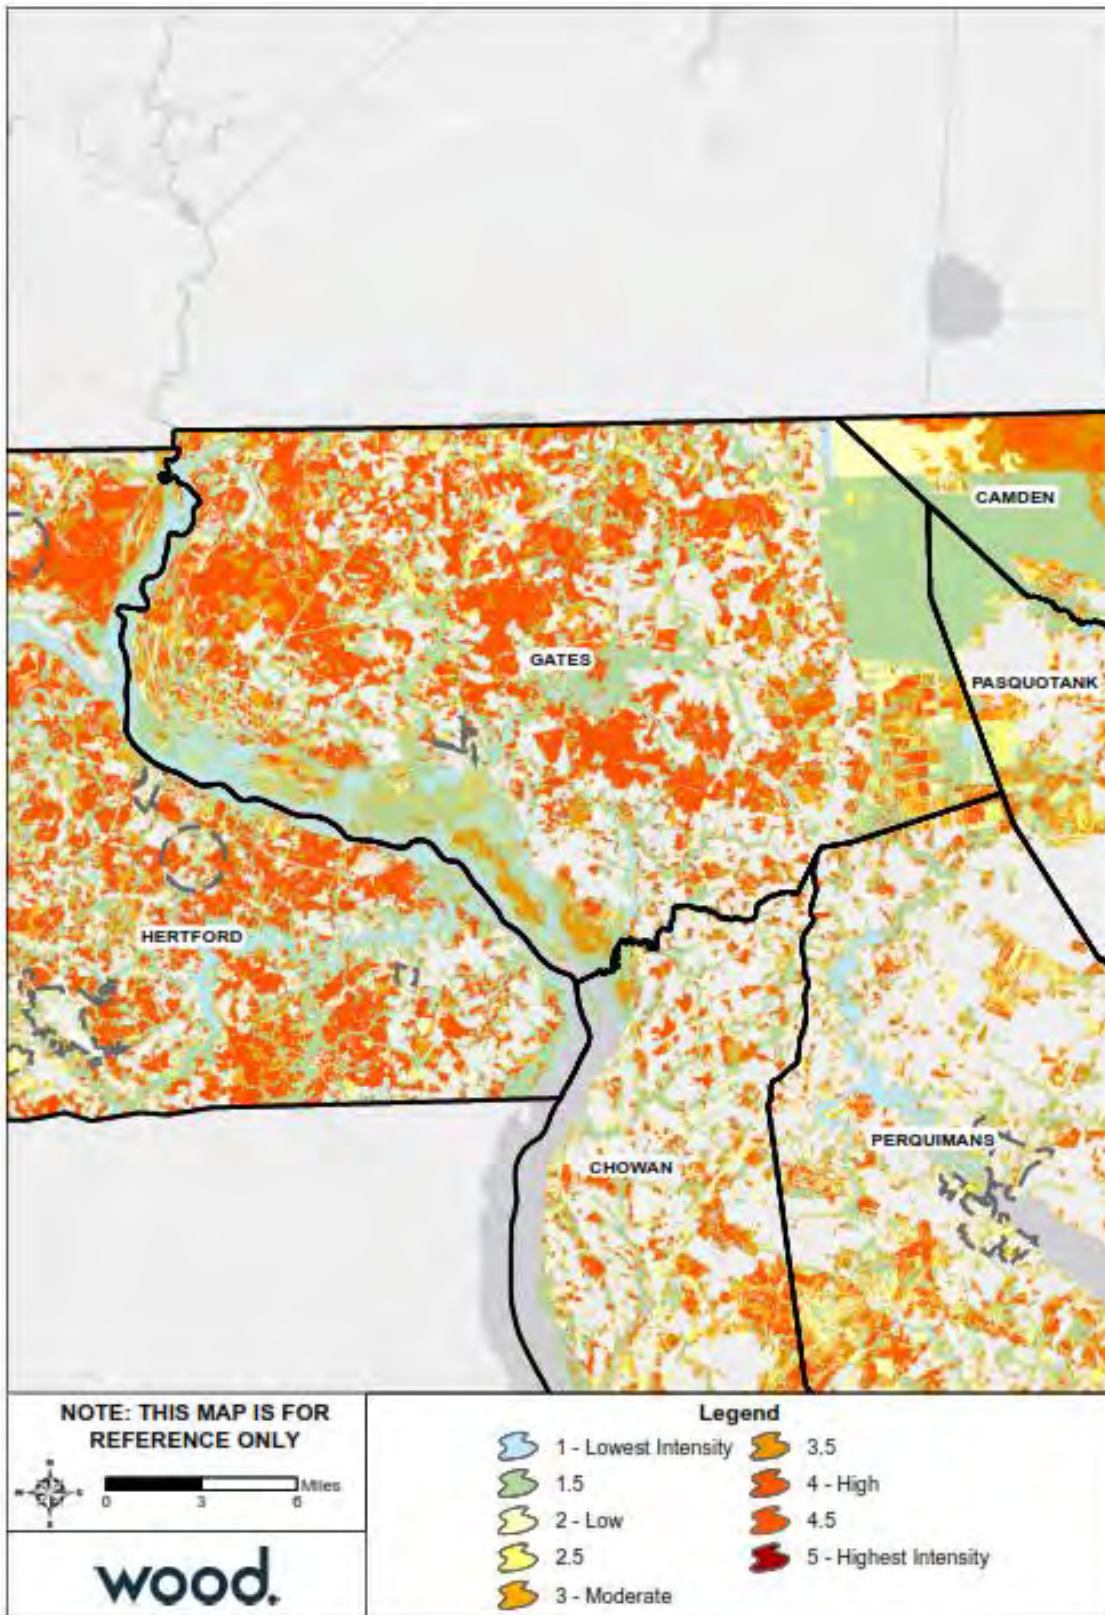 CAMDEN
GATES
PASQUOTANK
HERTFORD
PERQUIMANS
CHOWAN
NOTE: THIS MAP IS FOR
REFERENCE ONLY
0 3 6 Miles
wood.
Legend
1 - Lowest Intensity
1.5
2 - Low
2.5
3 - Moderate
3.5
4 - High
4.5
5 - Highest Intensity